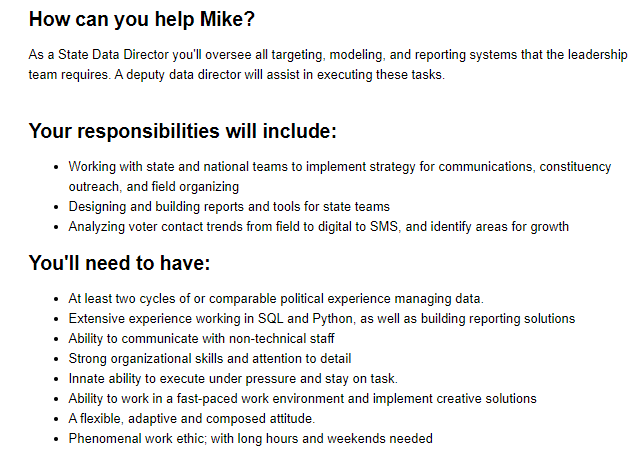 How can you help Mike?
As a State Data Director you'll oversee all targeting, modeling, and reporting systems that the leadership
team requires. A deputy data director will assist in executing these tasks.
Your responsibilities will include:
• Working with state and national teams to implement strategy for communications, constituency
outreach, and field organizing
• Designing and building reports and tools for state teams
• Analyzing voter contact trends from field to digital to SMS, and identify areas for growth
You'll need to have:
• At least two cycles of or comparable political experience managing data.
• Extensive experience working in SQL and Python, as well as building reporting solutions
• Ability to communicate with non-technical staff
• Strong organizational skills and attention to detail
• Innate ability to execute under pressure and stay on task.
• Ability to work in a fast-paced work environment and implement creative solutions
• A flexible, adaptive and composed attitude.
• Phenomenal work ethic; with long hours and weekends needed